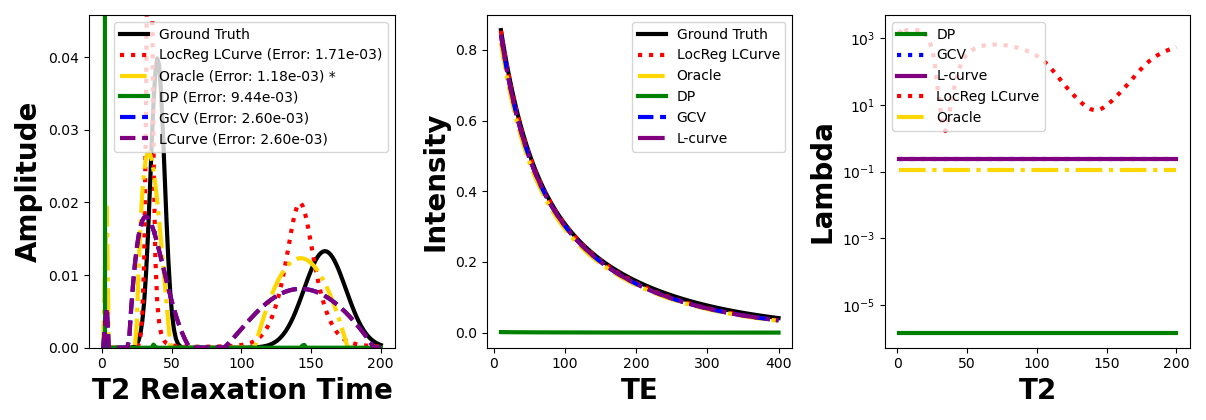 Amplitude
0.04
0.03
0.02
0.01
0.00
0
50
100
150
200
T2 Relaxation Time
Ground Truth
LocReg LCurve (Error: 1.71e-03)
Oracle (Error: 1.18e-03) *
DP (Error: 9.44e-03)
GCV (Error: 2.60e-03)
LCurve (Error: 2.60e-03)
Intensity
0.8
0.6
0.4
0.2
0.0
0
100
200
300
400
TE
Ground Truth
LocReg LCurve
Oracle
DP
GCV
L-curve
Lambda
10³
10¹
10⁻¹
10⁻³
10⁻⁵
0
50
100
150
200
T2
DP
GCV
L-curve
LocReg LCurve
Oracle